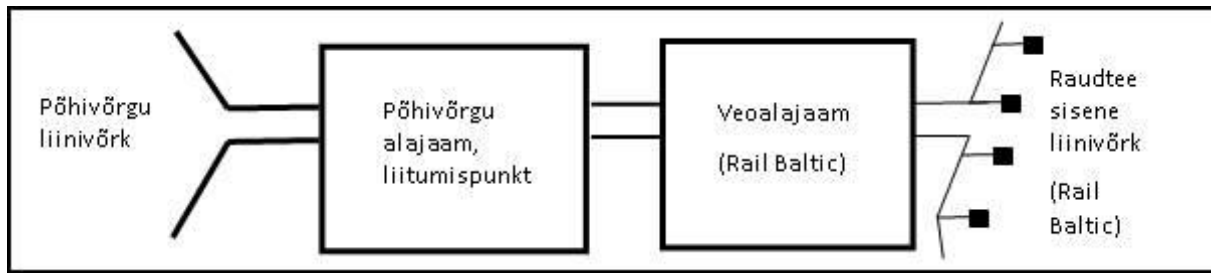 Põhivõrgu
liinivõrk
Põhivõrgu
alajaam,
liitumispunkt
Veoalajaam
(Rail Baltic)
Raudtee
sisene
liinivõrk
(Rail
Baltic)